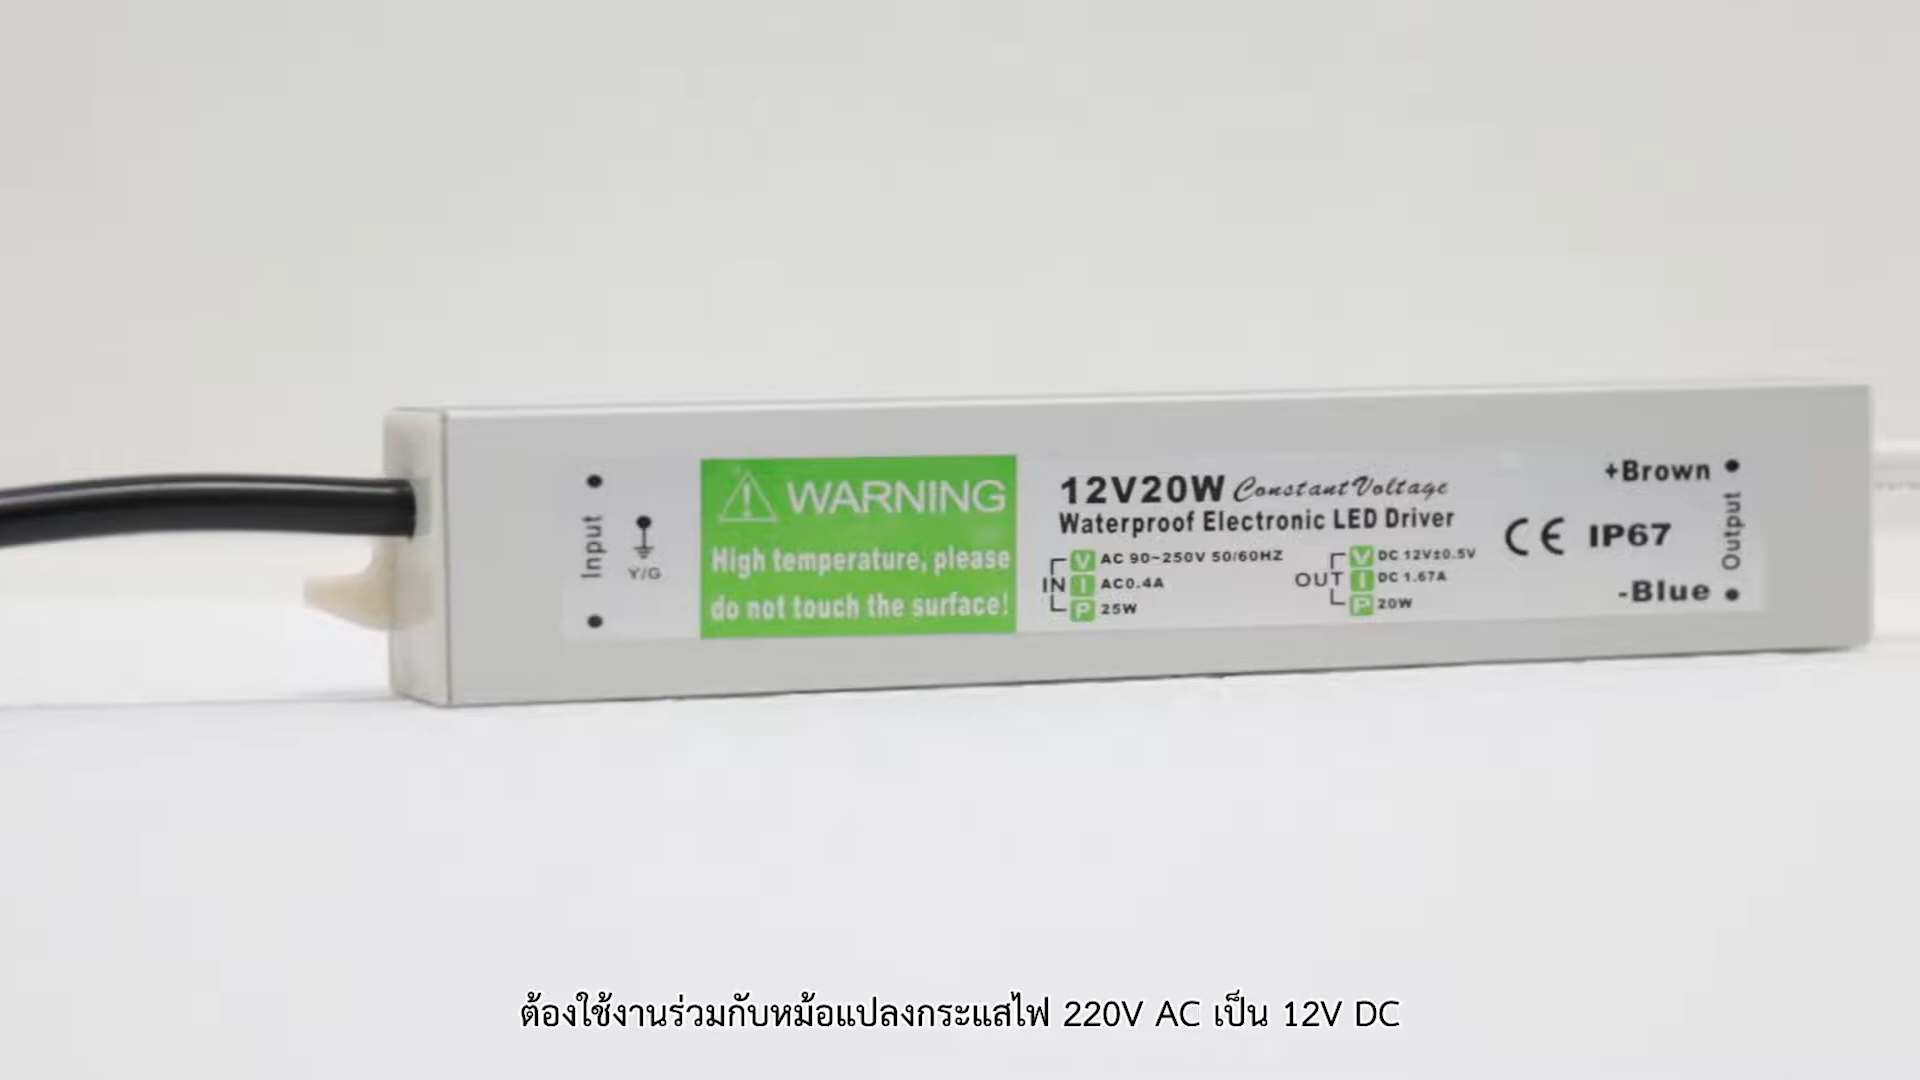 Input
Y/G
WARNING
High temperature, please
do not touch the surface!
12V20W Constant Voltage
Waterproof Electronic LED Driver
IN
V AC 90~250V 50/60HZ
I AC0.4A
P 25W
OUT
V DC 12V±0.5V
I DC 1.67A
P 20W
CE IP67
+Brown
Output
-Blue
ต้องใช้งานร่วมกับหม้อแปลงกระแสไฟ 220V AC เป็น 12V DC